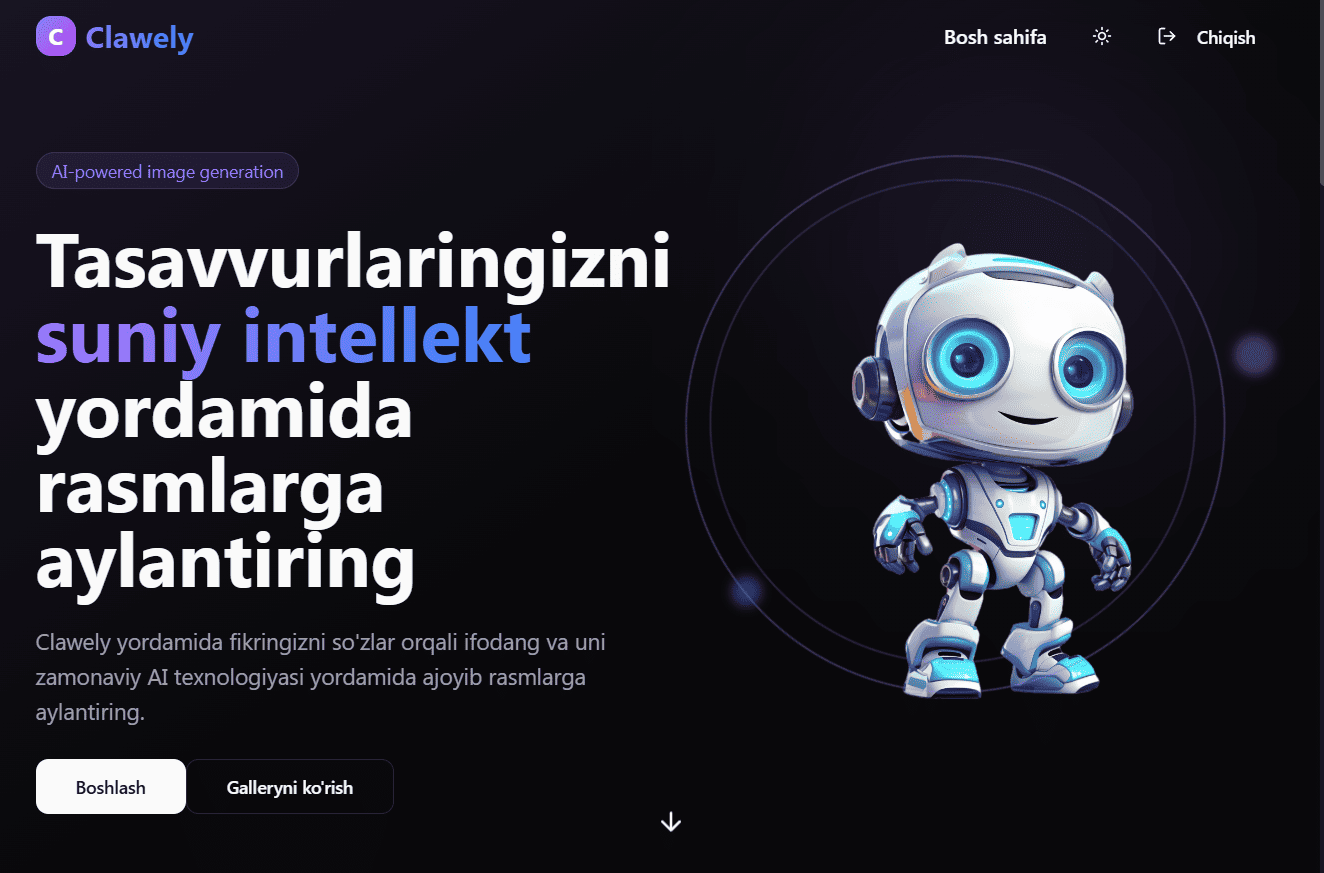 C Clawely
Bosh sahifa
Chiqish
AI-powered image generation
Tasavvurlaringizni
suniy intellekt
yordamida
rasmlarga
aylantiring
Clawely yordamida fikringizni so'zlar orqali ifodang va uni
zamonaviy AI texnologiyasi yordamida ajoyib rasmlarga
aylantiring.
Boshlash
Galleryni ko'rish